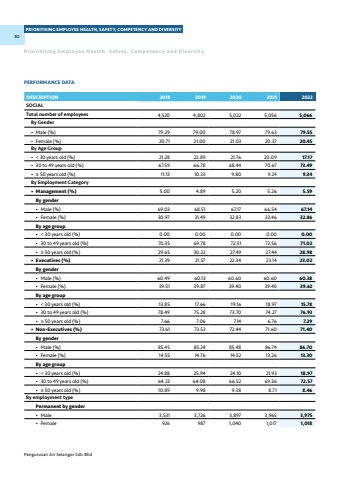 PRIORITIZING EMPLOYEE HEALTH, SAFETY, COMPETENCY AND DIVERSITY
80
Prioritizing Employee Health, Safety, Competency and Diversity
PERFORMANCE DATA
DESCRIPTION 2018 2019 2020 2021 2022
SOCIAL
Total number of employees 4,520 4,802 5,022 5,056 5,066
By Gender
• Male (%) 79.29 79.00 78.97 79.63 79.55
• Female (%) 20.71 21.00 21.03 20.37 20.45
By Age Group
• < 30 years old (%) 21.28 22.89 21.76 20.09 17.17
• 30 to 49 years old (%) 67.59 66.78 68.44 70.67 73.49
• ≥ 50 years old (%) 11.13 10.33 9.80 9.24 9.34
By Employment Category
• Management (%) 5.00 4.89 5.20 5.26 5.59
By gender
• Male (%) 69.03 68.51 67.17 66.54 67.14
• Female (%) 30.97 31.49 32.83 33.46 32.86
By age group
• < 30 years old (%) 0.00 0.00 0.00 0.00 0.00
• 30 to 49 years old (%) 70.35 69.78 72.51 72.56 71.02
• ≥ 50 years old (%) 29.65 30.22 27.49 27.44 28.98
• Executives (%) 21.39 21.57 22.34 23.14 23.02
By gender
• Male (%) 60.49 60.13 60.60 60.60 60.38
• Female (%) 39.51 39.87 39.40 39.40 39.62
By age group
• < 30 years old (%) 13.85 17.66 19.16 18.97 15.78
• 30 to 49 years old (%) 78.49 75.28 73.70 74.27 76.93
• ≥ 50 years old (%) 7.66 7.06 7.14 6.76 7.29
• Non-Executives (%) 73.61 73.53 72.44 71.60 71.40
By gender
• Male (%) 85.45 85.24 85.48 86.74 86.70
• Female (%) 14.55 14.76 14.52 13.26 13.30
By age group
• < 30 years old (%) 24.88 25.94 24.10 21.93 18.97
• 30 to 49 years old (%) 64.23 64.08 66.52 69.36 72.57
• ≥ 50 years old (%) 10.89 9.98 9.38 8.71 8.46
By employment type
Permanent by gender
• Male 3,531 3,726 3,897 3,965 3,975
• Female 926 987 1,040 1,017 1,018
Pengurusan Air Selangor Sdn Bhd